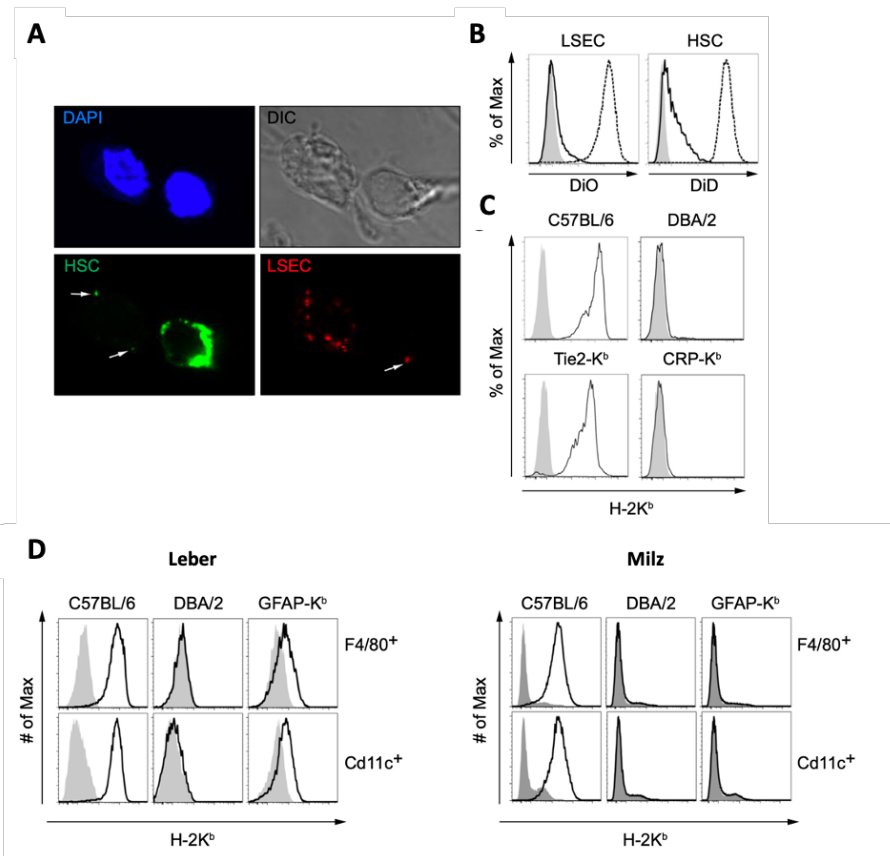 A
DAPI
DIC
HSC
LSEC
B
LSEC
HSC
% of Max
DiO
DiD
C
C57BL/6
DBA/2
Tie2-Kᵇ
CRP-Kᵇ
% of Max
H-2Kᵇ
D
Leber
C57BL/6
DBA/2
GFAP-Kᵇ
F4/80⁺
Cd11c⁺
# of Max
H-2Kᵇ
Milz
C57BL/6
DBA/2
GFAP-Kᵇ
F4/80⁺
Cd11c⁺
# of Max
H-2Kᵇ